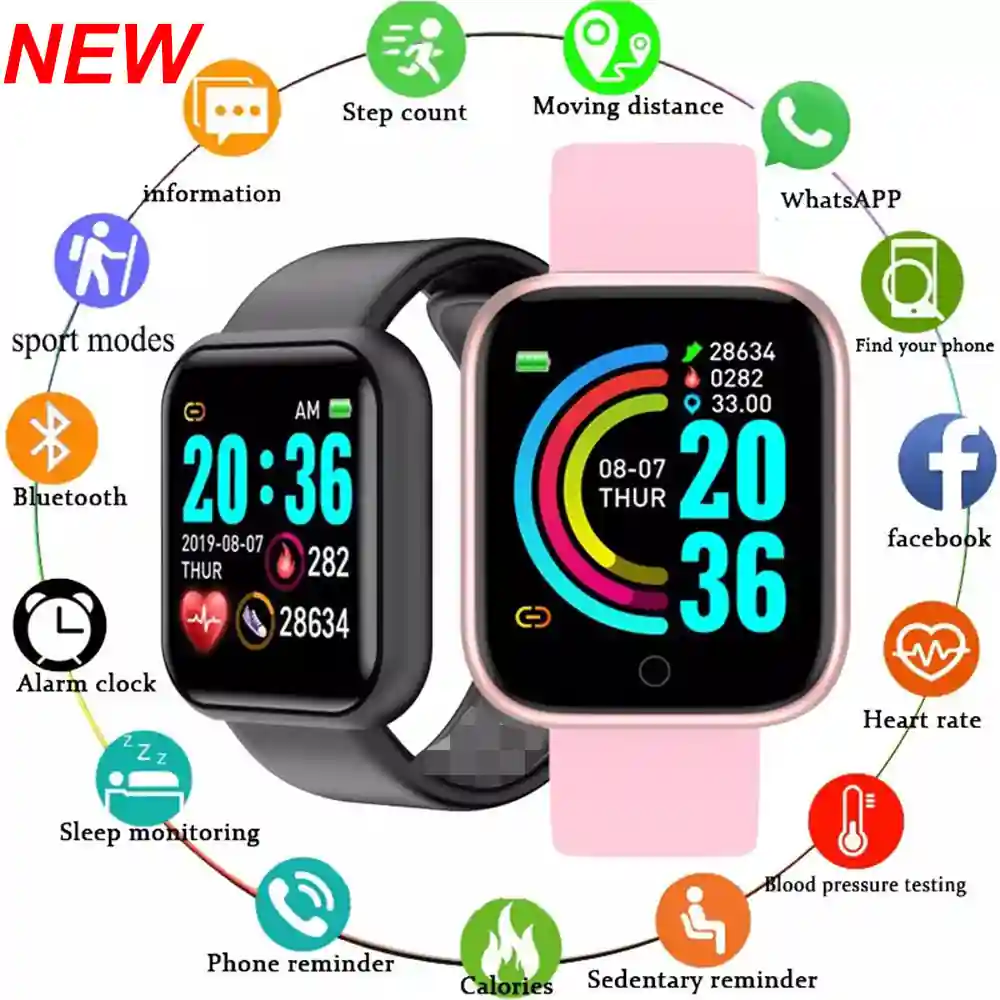 NEW
Step count
Moving distance
information
WhatsAPP
sport modes
Find your phone
Bluetooth
facebook
Alarm clock
Heart rate
Sleep monitoring
Blood pressure testing
Phone reminder
Calories
Sedentary reminder
AM
20:36
2019-08-07
THUR
282
28634
28634
0282
33.00
08-07
THUR
20
36
z z z
f